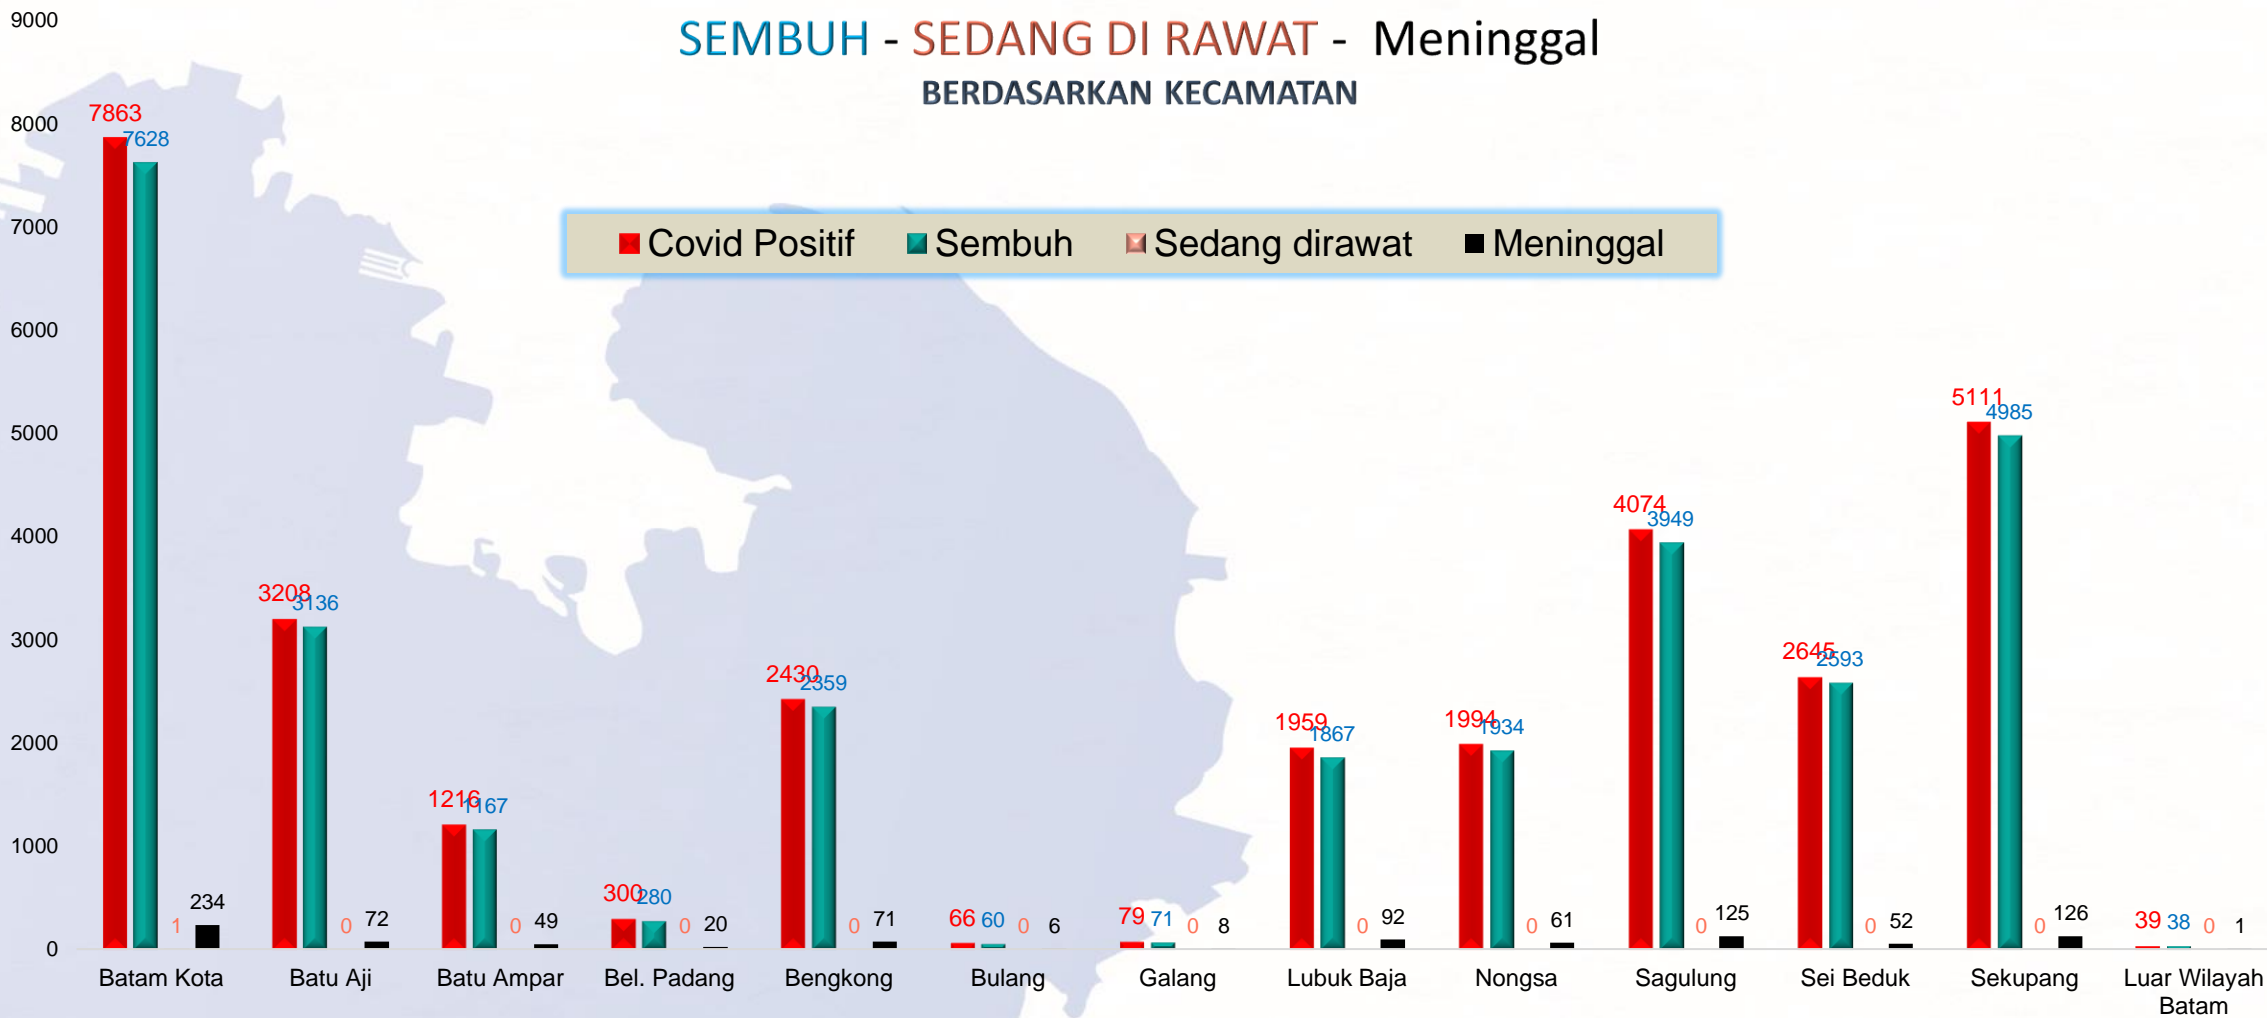 SEMBUH - SEDANG DI RAWAT - Meninggal
BERDASARKAN KECAMATAN
Covid Positif Sembuh Sedang dirawat Meninggal
9000
8000
7000
6000
5000
4000
3000
2000
1000
0
7863 7628 1 234
3208 3136 0 72
1216 1167 0 49
300 280 0 20
2430 2359 0 71
66 60 0 6
79 71 0 8
1959 1867 0 92
1994 1934 0 61
4074 3949 0 125
2645 2593 0 52
5111 4985 0 126
39 38 0 1
Batam Kota Batu Aji Batu Ampar Bel. Padang Bengkong Bulang Galang Lubuk Baja Nongsa Sagulung Sei Beduk Sekupang Luar Wilayah
Batam